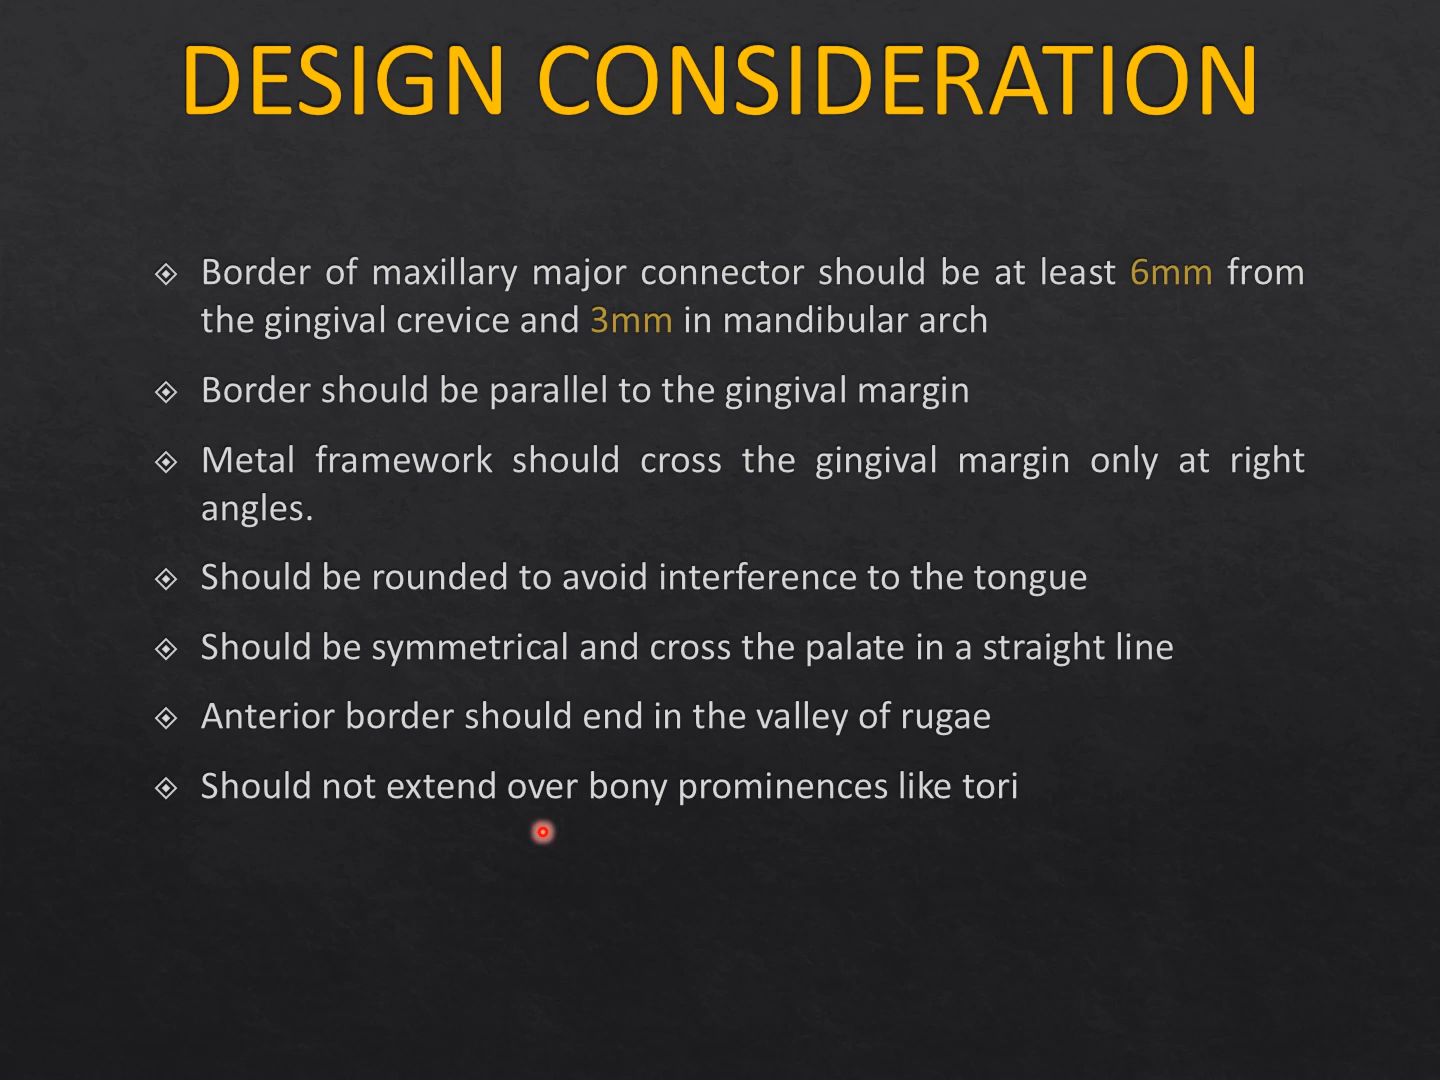 DESIGN CONSIDERATION
Border of maxillary major connector should be at least 6mm from
the gingival crevice and 3mm in mandibular arch
Border should be parallel to the gingival margin
Metal framework should cross the gingival margin only at right
angles.
Should be rounded to avoid interference to the tongue
Should be symmetrical and cross the palate in a straight line
Anterior border should end in the valley of rugae
Should not extend over bony prominences like tori